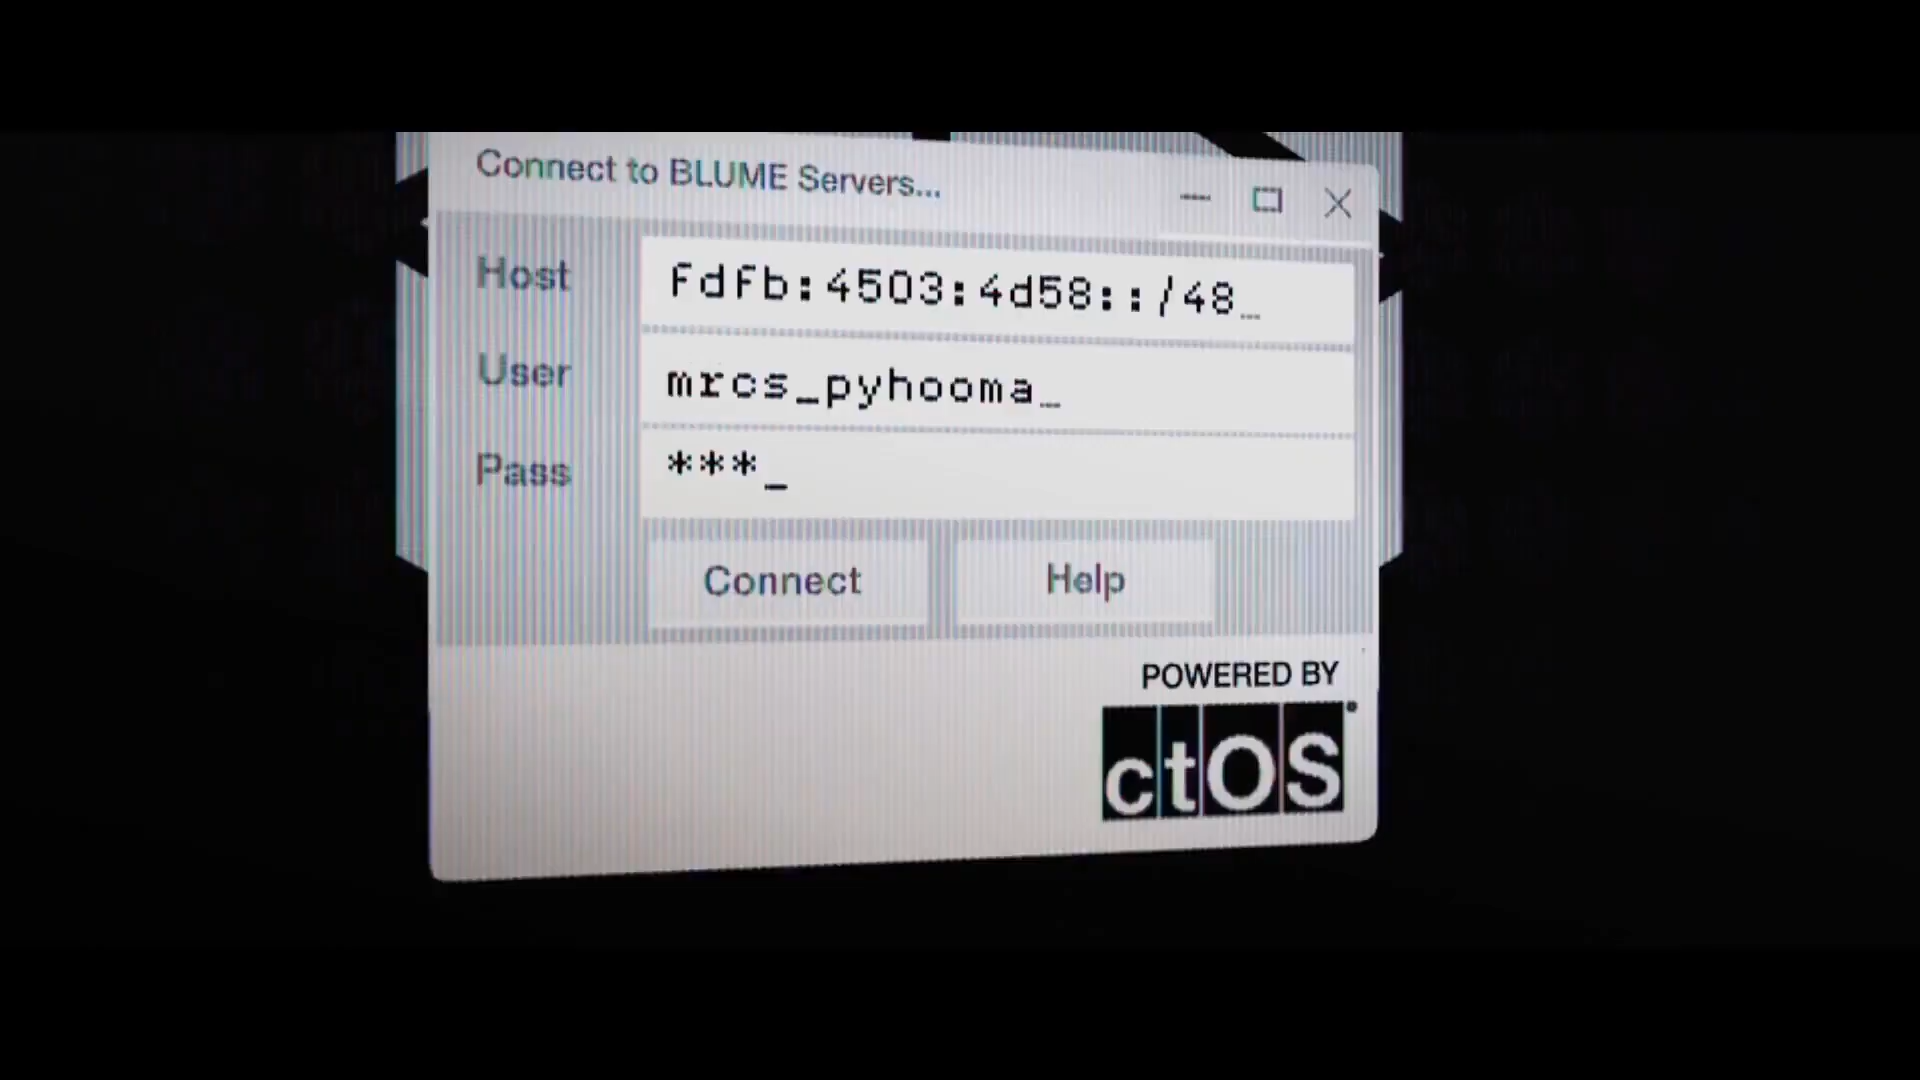 Connect to BLUME Servers...
Host fdfb:4503:4d58::/48_
User mrcs_pyhooma_
Pass ***_
Connect Help
POWERED BY
ctOS